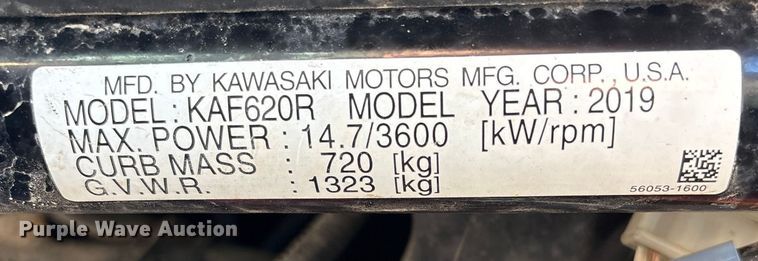 MFD. BY KAWASAKI MOTORS MFG. CORP., U.S.A.
MODEL: KAF620R MODEL YEAR: 2019
MAX. POWER: 14.7/3600 [kW/rpm]
CURB MASS : 720 [kg]
G.V.W.R. : 1323 [kg]
56053-1600
Purple Wave Auction